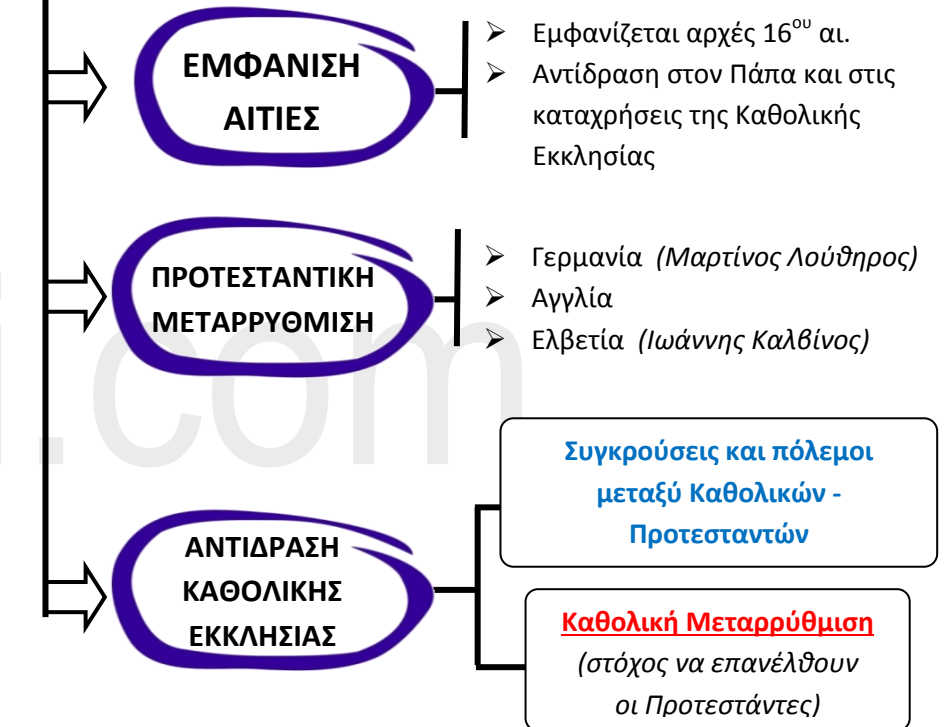 ΕΜΦΑΝΙΣΗ
ΑΙΤΙΕΣ
➢ Εμφανίζεται αρχές 16ου αι.
➢ Αντίδραση στον Πάπα και στις
καταχρήσεις της Καθολικής
Εκκλησίας
ΠΡΟΤΕΣΤΑΝΤΙΚΗ
ΜΕΤΑΡΡΥΘΜΙΣΗ
➢ Γερμανία (Μαρτίνος Λούθηρος)
➢ Αγγλία
➢ Ελβετία (Ιωάννης Καλβίνος)
ΑΝΤΙΔΡΑΣΗ
ΚΑΘΟΛΙΚΗΣ
ΕΚΚΛΗΣΙΑΣ
Συγκρούσεις και πόλεμοι
μεταξύ Καθολικών -
Προτεσταντών
Καθολική Μεταρρύθμιση
(στόχος να επανέλθουν
οι Προτεστάντες)
.com